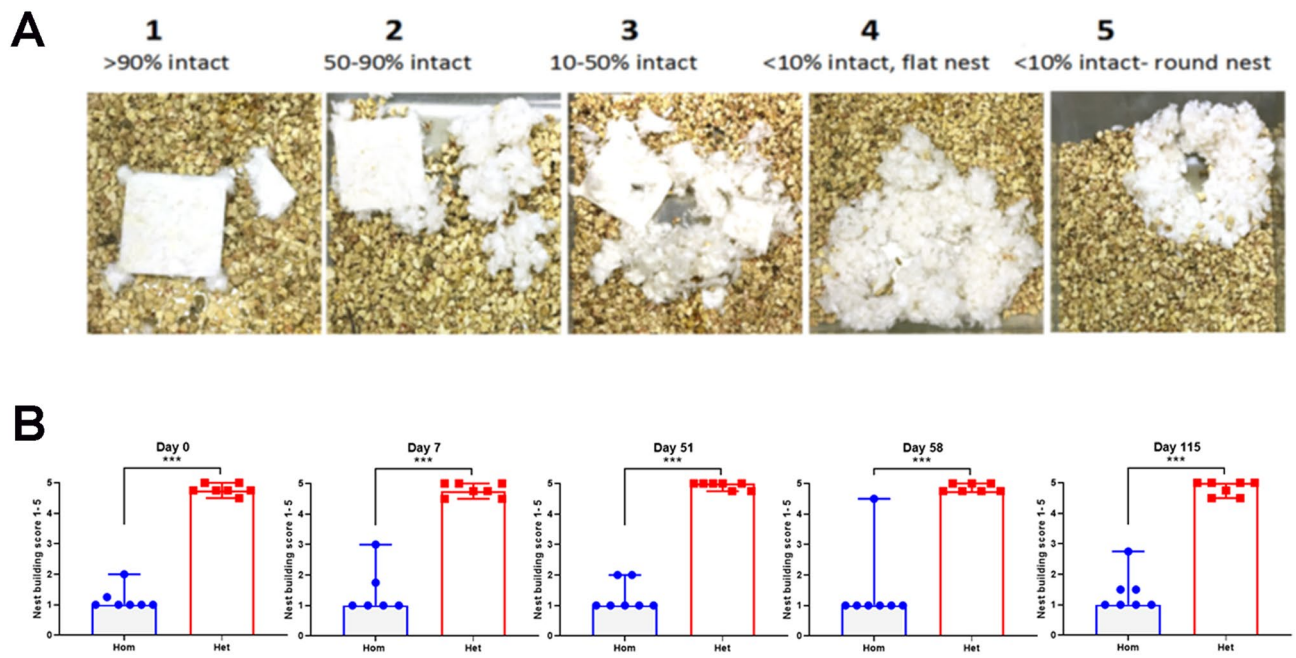 A
1 2 3 4 5
>90% intact 50-90% intact 10-50% intact <10% intact, flat nest <10% intact- round nest
B
Day 0
***
Nest building score 1-5
5
4
3
2
1
0
Hom Het
Day 7
***
Nest building score 1-5
5
4
3
2
1
0
Hom Het
Day 51
***
Nest building score 1-5
5
4
3
2
1
0
Hom Het
Day 58
***
Nest building score 1-5
5
4
3
2
1
0
Hom Het
Day 115
***
Nest building score 1-5
5
4
3
2
1
0
Hom Het